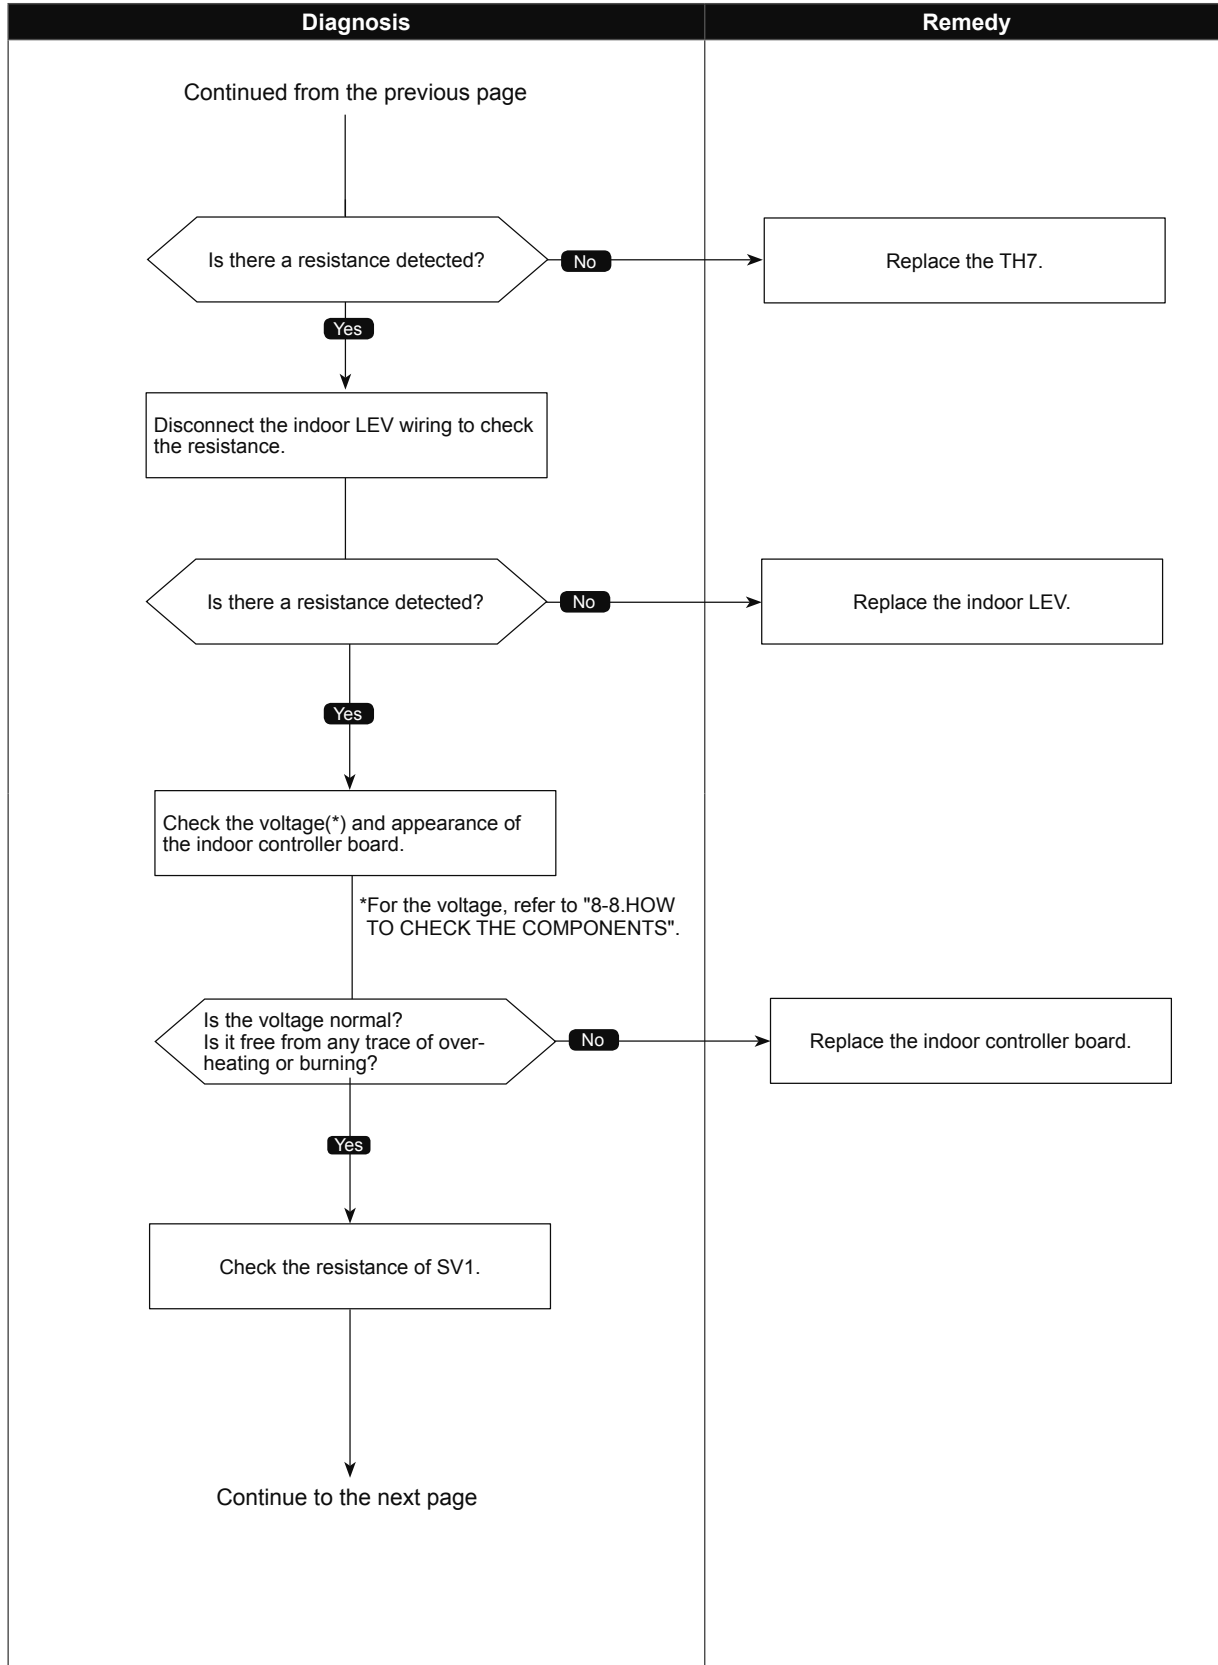 Diagnosis
Remedy
Continued from the previous page
Is there a resistance detected?
No
Replace the TH7.
Yes
Disconnect the indoor LEV wiring to check
the resistance.
Is there a resistance detected?
No
Replace the indoor LEV.
Yes
Check the voltage(*) and appearance of
the indoor controller board.
*For the voltage, refer to "8-8.HOW
TO CHECK THE COMPONENTS".
Is the voltage normal?
Is it free from any trace of over-
heating or burning?
No
Replace the indoor controller board.
Yes
Check the resistance of SV1.
Continue to the next page